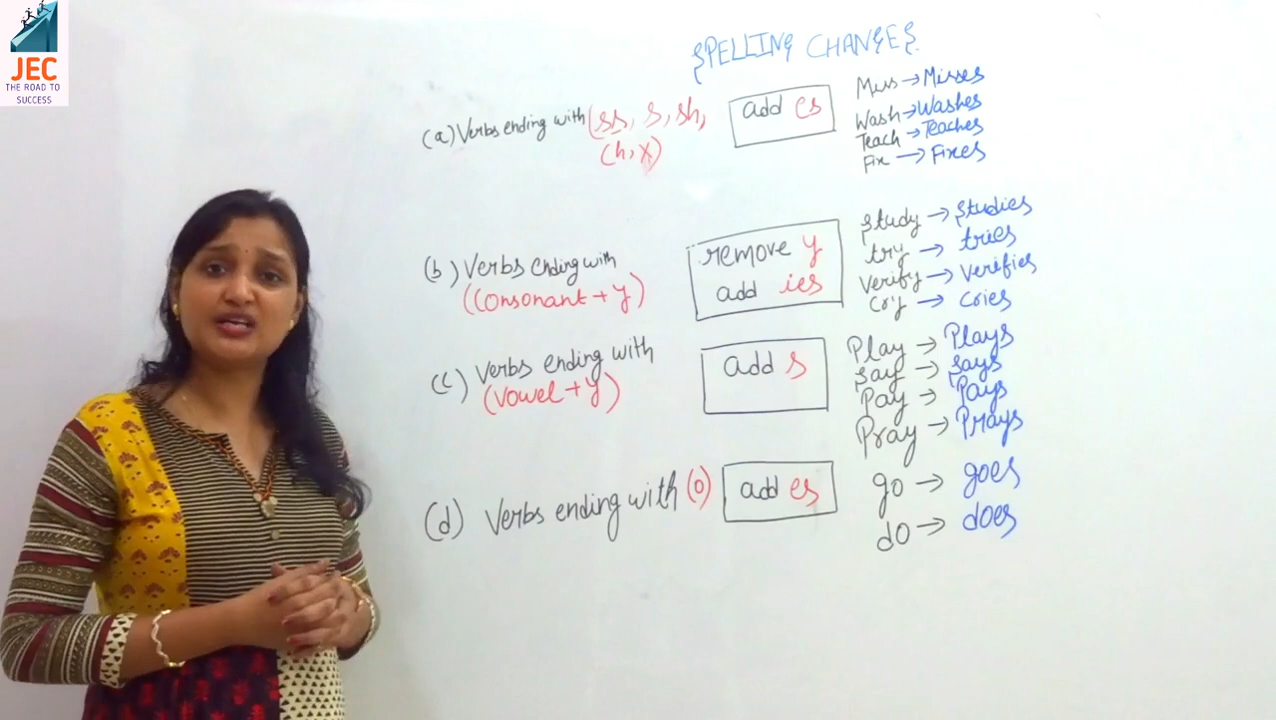 JEC
THE ROAD TO
SUCCESS
SPELLING CHANGES
(a) Verbs ending with (ss, s, sh,
ch, x)
add es
Miss → Misses
Wash → Washes
Teach → Teaches
Fix → Fixes
(b) Verbs ending with
(Consonant + y)
remove y
add ies
Study → Studies
try → tries
verify → verifies
Cry → cries
(c) Verbs ending with
(vowel + y)
add s
Play → Plays
Say → Says
Pay → Pays
Pray → Prays
(d) Verbs ending with (o)
add es
go → goes
do → does